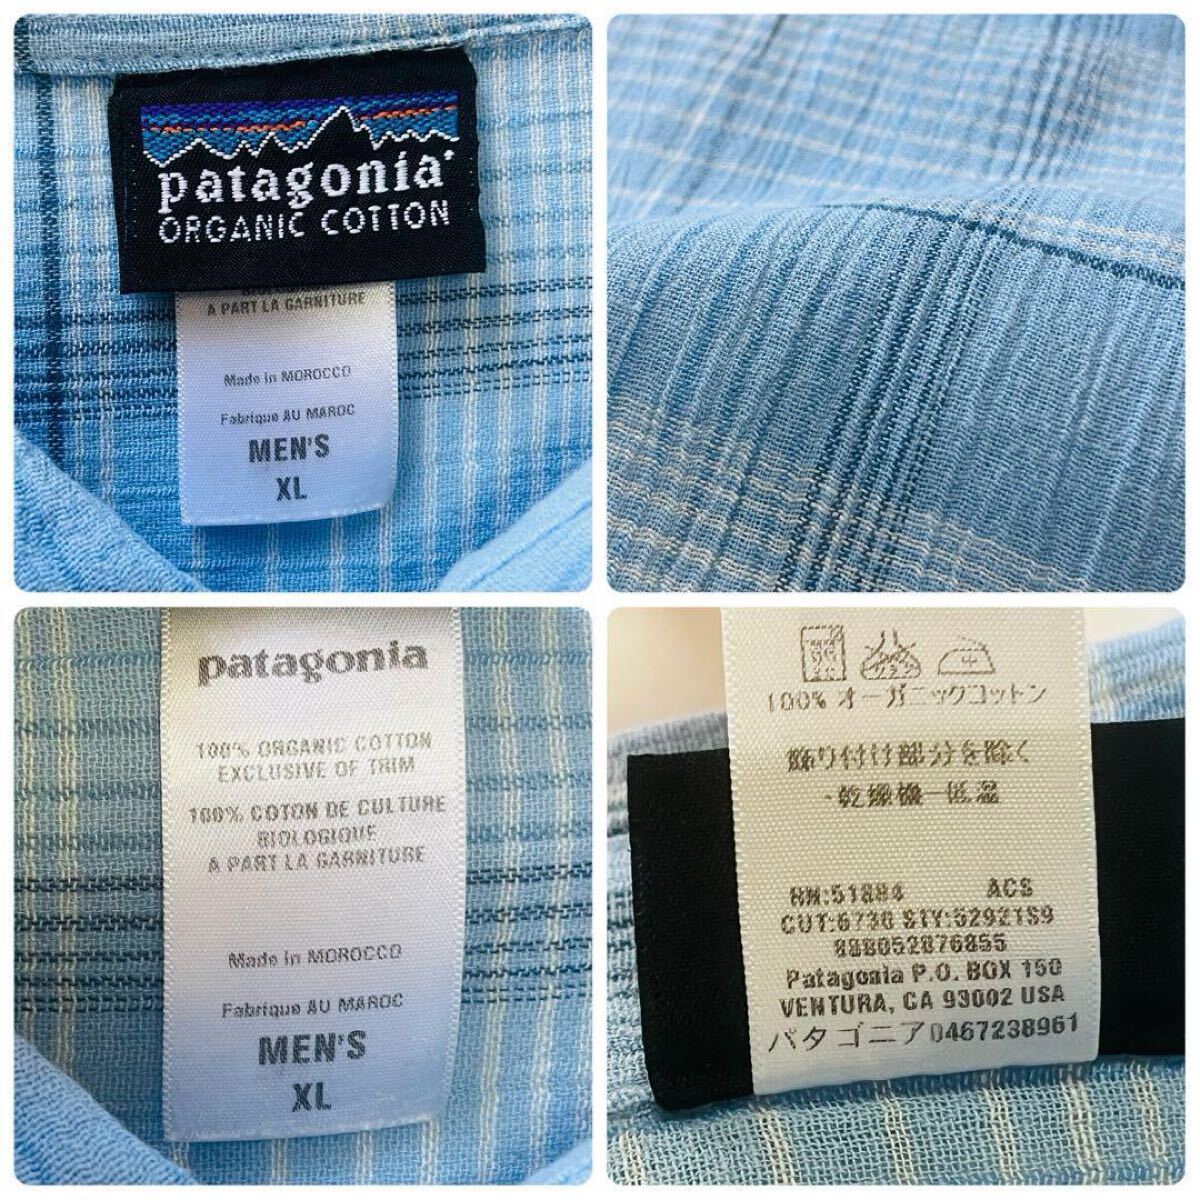 patagonia
ORGANIC COTTON
A PART LA GARNITURE
Made in MOROCCO
Fabrique AU MAROC
MEN'S
XL
patagonia
100% ORGANIC COTTON
EXCLUSIVE OF TRIM
100% COTON DE CULTURE
BIOLOGIQUE
A PART LA GARNITURE
Made in MOROCCO
Fabrique AU MAROC
MEN'S
XL
100% オーガニックコットン
飾り付け部分を除く
-乾燥機-低温
RN:51884 ACS
CUT:6730 STY:52921S9
888052876855
Patagonia P.O. BOX 150
VENTURA, CA 93002 USA
パタゴニア0467238961